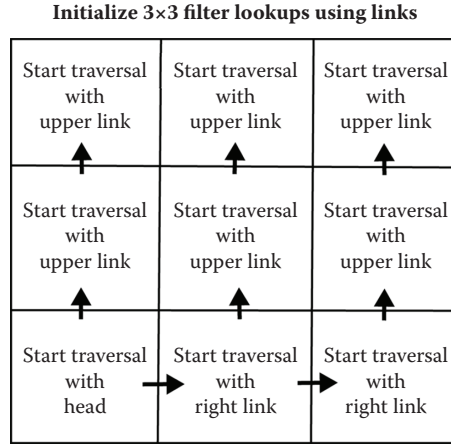 Initialize 3×3 filter lookups using links
Start traversal
with
upper link
Start traversal
with
upper link
Start traversal
with
upper link
Start traversal
with
upper link
Start traversal
with
upper link
Start traversal
with
upper link
Start traversal
with
head
Start traversal
with
right link
Start traversal
with
right link